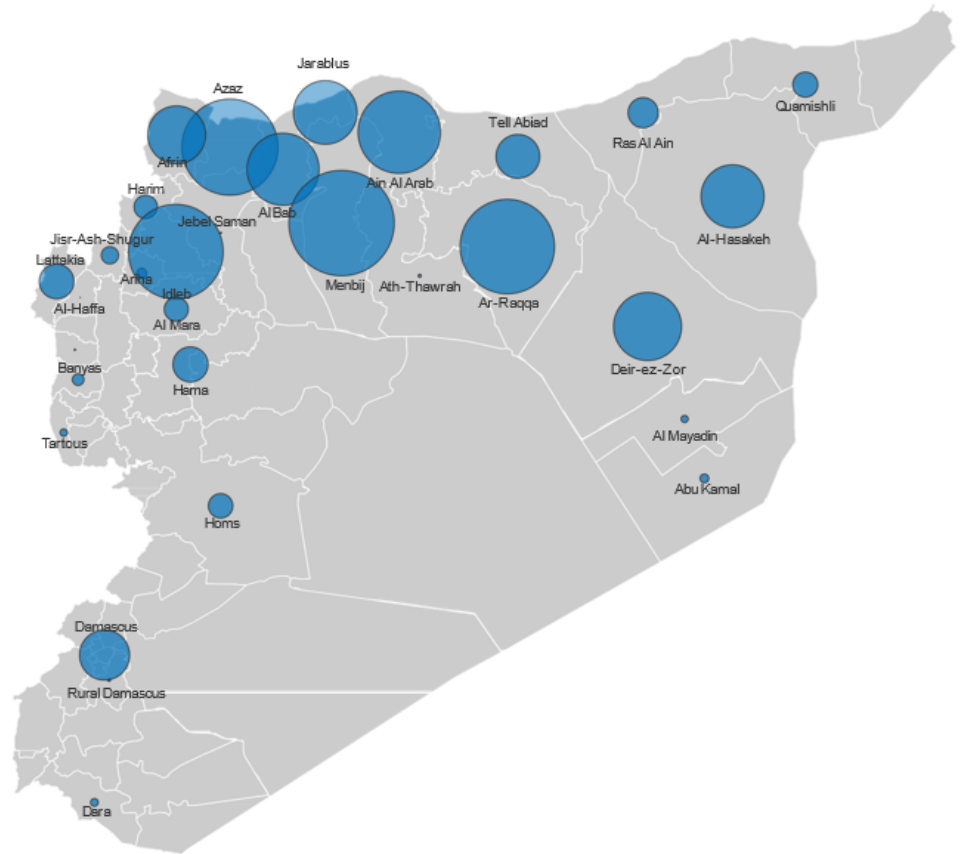 Jarablus
Azaz
Quamishli
Tell Abiad
Ras Al Ain
Afrin
Ain Al Arab
Harim
Al Bab
Jebel Saman
Jisr-Ash-Shugur
Al-Hasakeh
Lattakia
Ariha
Menbij
Ath-Thawrah
Idleb
Ar-Raqqa
Al-Haffa
Al Mara
Banyas
Deir-ez-Zor
Hama
Al Mayadin
Tartous
Abu Kamal
Homs
Damascus
Rural Damascus
Dara